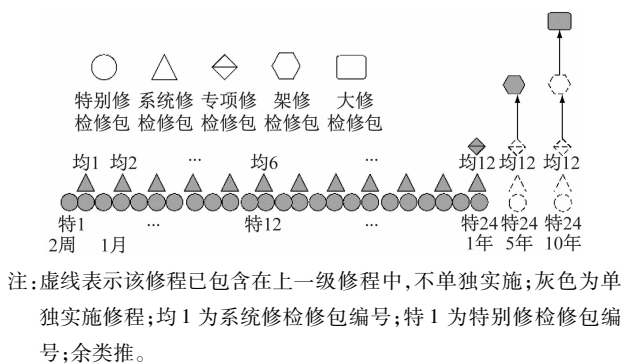 特别修 系统修 专项修 架修 大修
检修包 检修包 检修包 检修包 检修包
均1 均2 … 均6 … 均12 均12 均12
特1 … 特12 … 特24 特24 特24
2周 1月 1年 5年 10年
注:虚线表示该修程已包含在上一级修程中,不单独实施;灰色为单
独实施修程;均1为系统修检修包编号;特1为特别修检修包编
号;余类推。